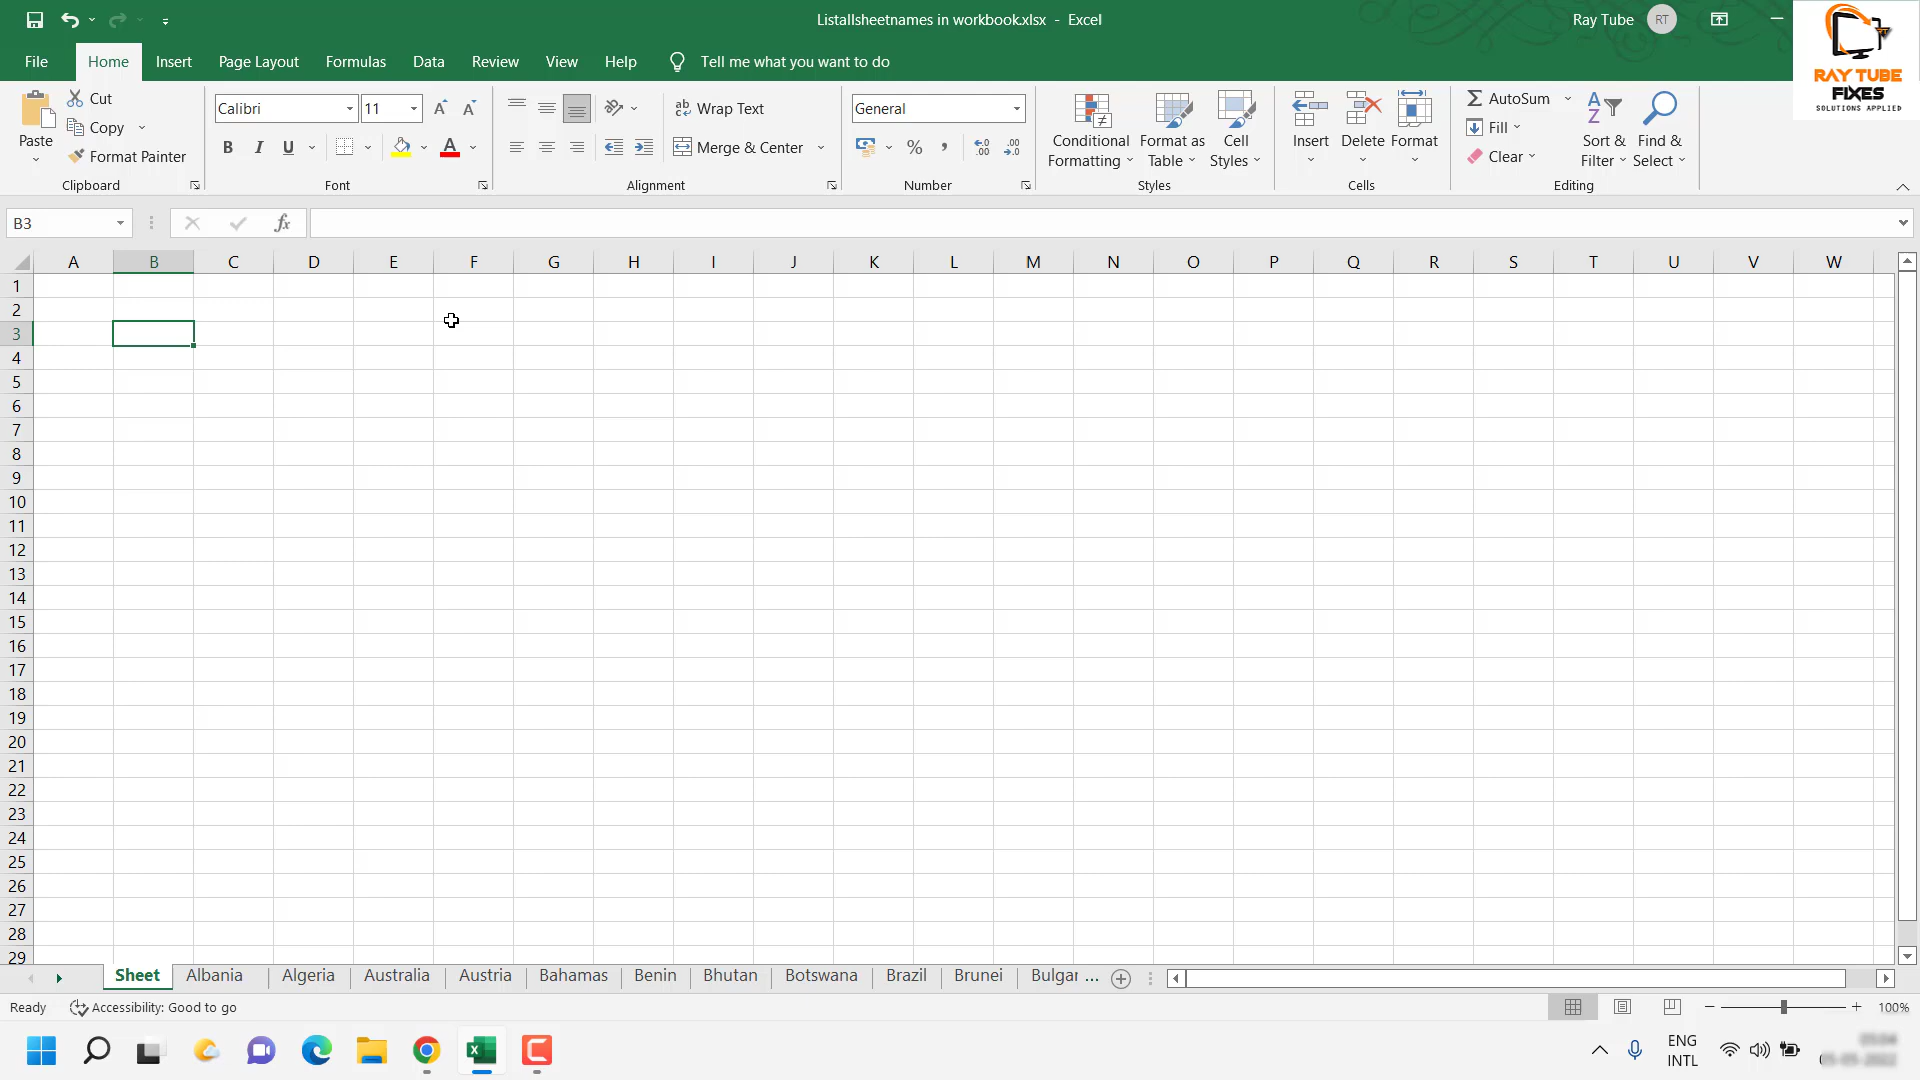 Listallsheetnames in workbook.xlsx - Excel
Ray Tube
RT
File Home Insert Page Layout Formulas Data Review View Help Tell me what you want to do
RAY TUBE
FIXES
SOLUTIONS APPLIED
Paste
Cut
Copy
Format Painter
Clipboard
Calibri 11
B I U A
Font
Wrap Text
Merge & Center
Alignment
General
%
Number
Conditional
Formatting
Format as
Table
Cell
Styles
Styles
Insert
Delete
Format
Cells
AutoSum
Fill
Clear
Sort &
Filter
Find &
Select
Editing
B3
fx
A B C D E F G H I J K L M N O P Q R S T U V W
1
2
3
4
5
6
7
8
9
10
11
12
13
14
15
16
17
18
19
20
21
22
23
24
25
26
27
28
29
Sheet Albania Algeria Australia Austria Bahamas Benin Bhutan Botswana Brazil Brunei Bulgar ...
Ready Accessibility: Good to go
100%
ENG
INTL